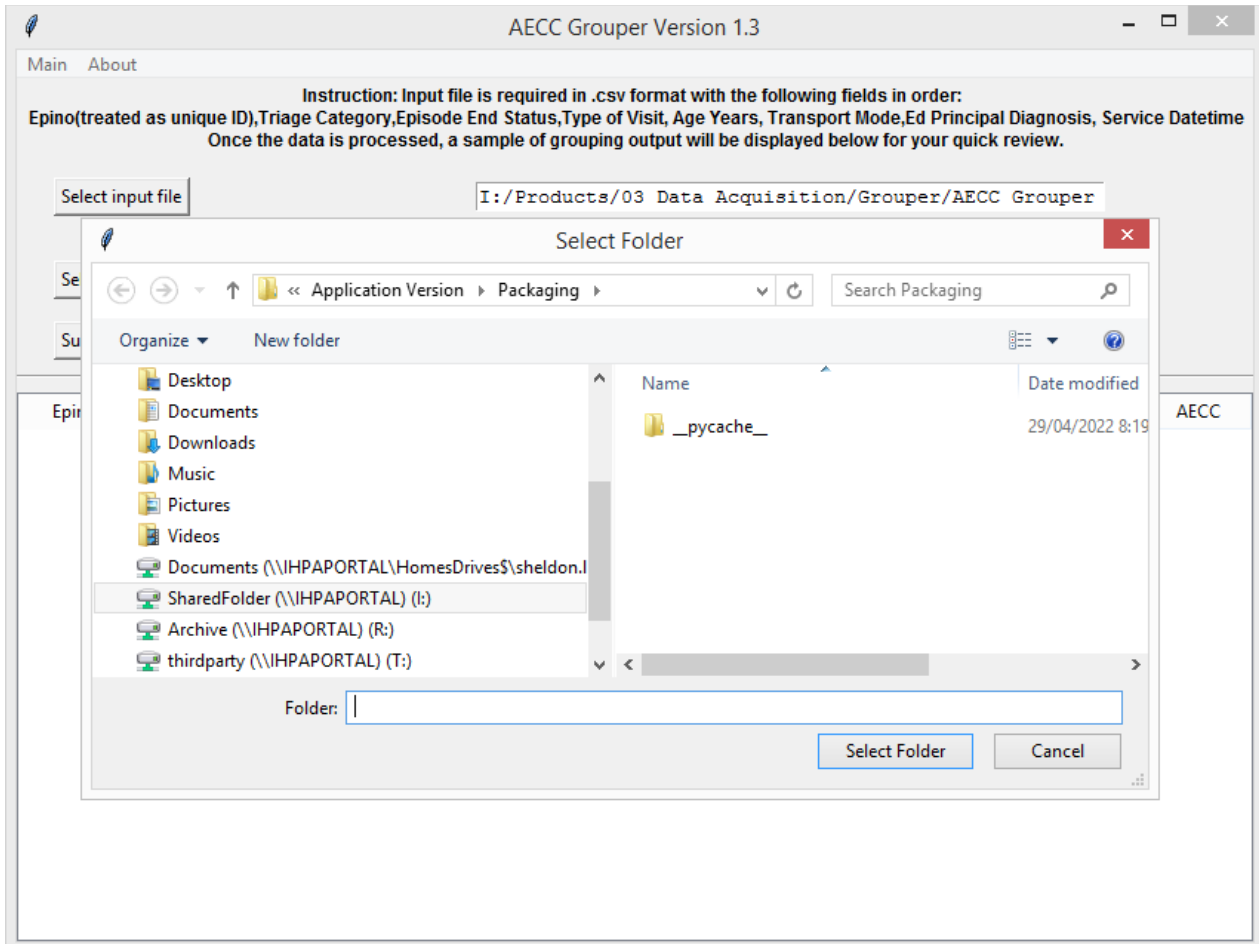 AECC Grouper Version 1.3
Main About
Instruction: Input file is required in .csv format with the following fields in order:
Epino(treated as unique ID),Triage Category,Episode End Status,Type of Visit, Age Years, Transport Mode,Ed Principal Diagnosis, Service Datetime
Once the data is processed, a sample of grouping output will be displayed below for your quick review.
Select input file
I:/Products/03 Data Acquisition/Grouper/AECC Grouper
Select Folder
Se
« Application Version Packaging
Search Packaging
Su
Organize
New folder
Name
Date modified
Desktop
Documents
Downloads
Music
Pictures
Videos
Documents (\\IHPAPORTAL\HomesDrives$\sheldon.l
SharedFolder (\\IHPAPORTAL) (I:)
Archive (\\IHPAPORTAL) (R:)
thirdparty (\\IHPAPORTAL) (T:)
__pycache__
29/04/2022 8:19
Epin
AECC
Folder:
Select Folder
Cancel